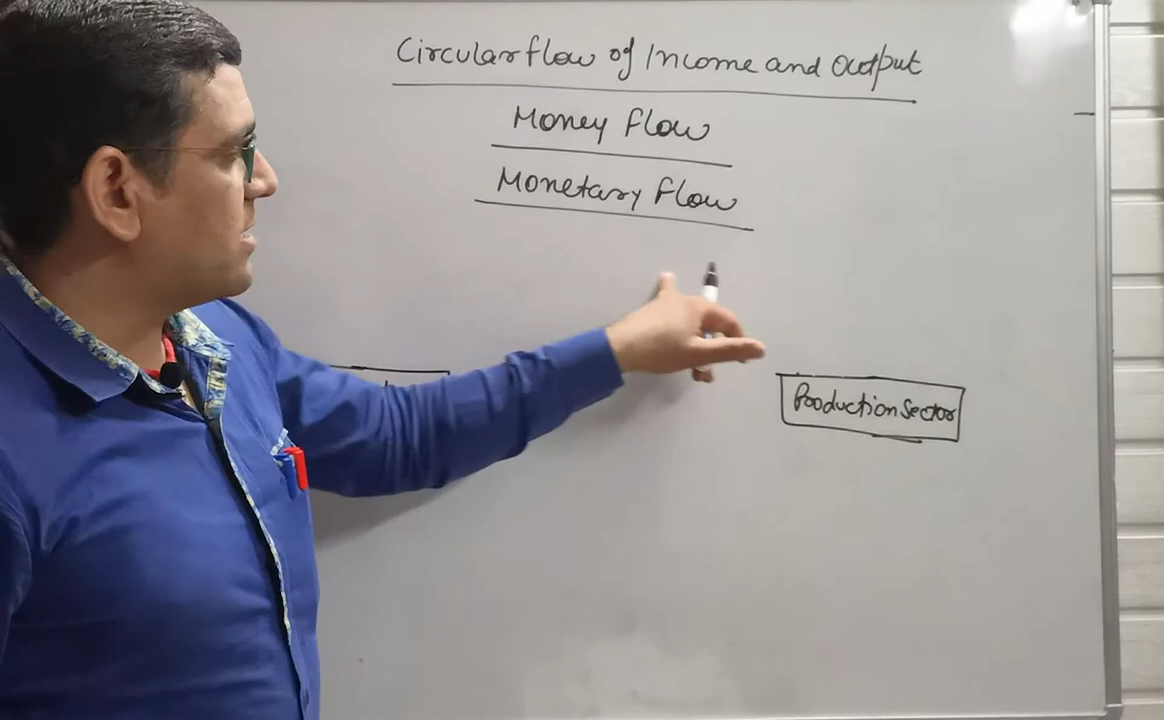 Circular flow of Income and Output
Money Flow
Monetary Flow
Production Sector